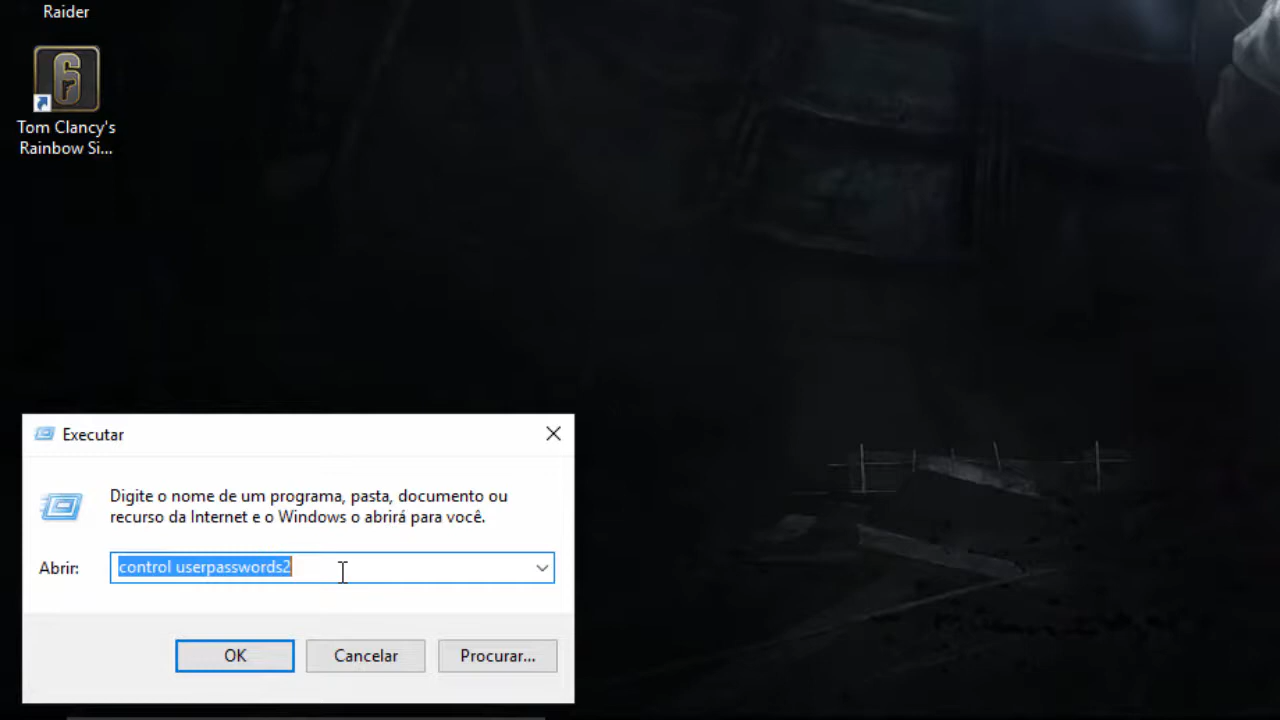 Raider
Tom Clancy's
Rainbow Si...
Executar
Digite o nome de um programa, pasta, documento ou
recurso da Internet e o Windows o abrirá para você.
Abrir: control userpasswords2
OK Cancelar Procurar...